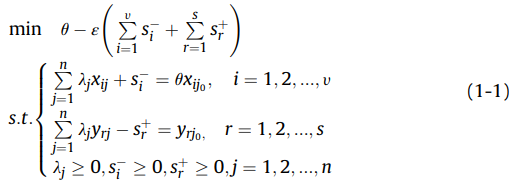 min θ − ε(∑_{i=1}^{υ} s_i^- + ∑_{r=1}^{s} s_r^+)
s.t. { ∑_{j=1}^{n} λ_j x_{ij} + s_i^- = θx_{ij_0}, i = 1, 2, ..., υ
∑_{j=1}^{n} λ_j y_{rj} − s_r^+ = y_{rj_0}, r = 1, 2, ..., s
λ_j ≥ 0, s_i^- ≥ 0, s_r^+ ≥ 0, j = 1, 2, ..., n
(1-1)